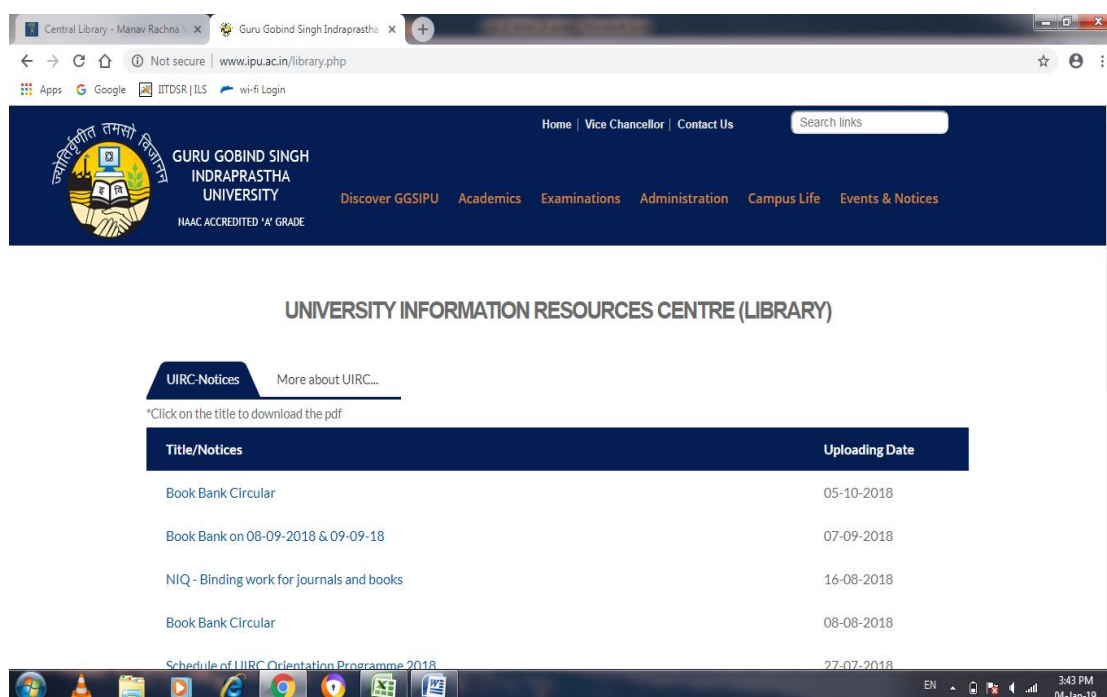 Central Library - Manav Rachna
Guru Gobind Singh Indraprastha
Not secure | www.ipu.ac.in/library.php
Apps Google IITDSR | ILS wi-fi Login
ज्योतिर्वृणीत तमसो विजानन
इ वि
GURU GOBIND SINGH
INDRAPRASTHA
UNIVERSITY
NAAC ACCREDITED 'A' GRADE
Home | Vice Chancellor | Contact Us
Search links
Discover GGSIPU Academics Examinations Administration Campus Life Events & Notices
UNIVERSITY INFORMATION RESOURCES CENTRE (LIBRARY)
UIRC-Notices More about UIRC...
*Click on the title to download the pdf
Title/Notices Uploading Date
Book Bank Circular 05-10-2018
Book Bank on 08-09-2018 & 09-09-18 07-09-2018
NIQ - Binding work for journals and books 16-08-2018
Book Bank Circular 08-08-2018
Schedule of UIRC Orientation Programme 2018 27-07-2018
EN 3:43 PM
04-Jan-19